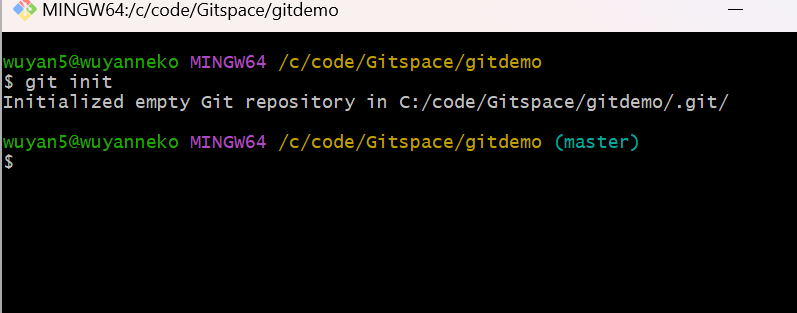 MINGW64:/c/code/Gitspace/gitdemo
wuyan5@wuyanneko MINGW64 /c/code/Gitspace/gitdemo
$ git init
Initialized empty Git repository in C:/code/Gitspace/gitdemo/.git/
wuyan5@wuyanneko MINGW64 /c/code/Gitspace/gitdemo (master)
$